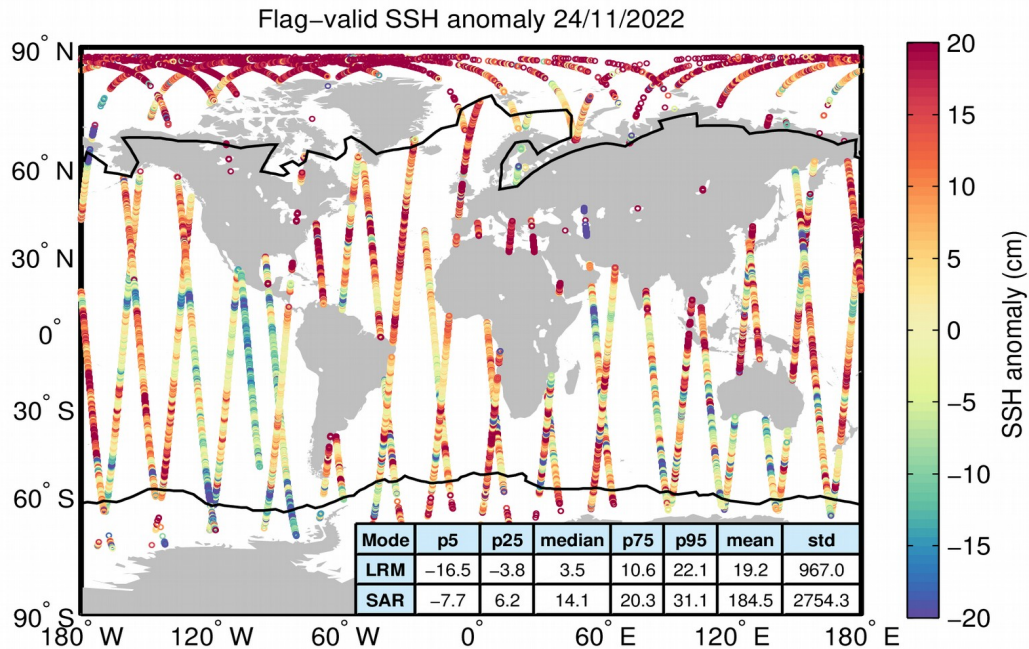 Flag−valid SSH anomaly 24/11/2022
90° N
60° N
30° N
0°
30° S
60° S
90° S
180° W 120° W 60° W 0° 60° E 120° E 180° E
Mode p5 p25 median p75 p95 mean std
LRM −16.5 −3.8 3.5 10.6 22.1 19.2 967.0
SAR −7.7 6.2 14.1 20.3 31.1 184.5 2754.3
20
15
10
5
0
−5
−10
−15
−20
SSH anomaly (cm)